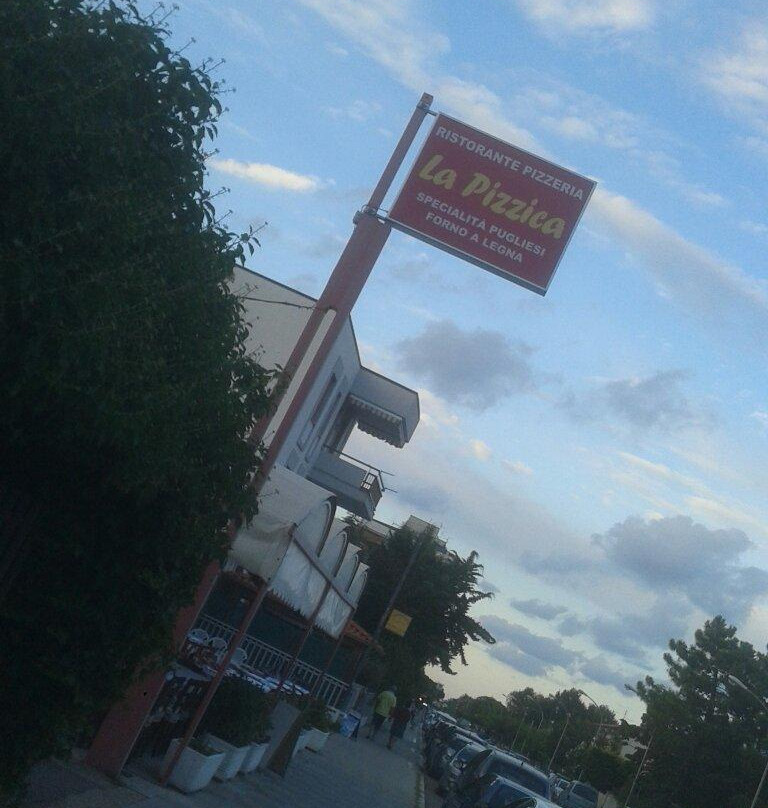 RISTORANTE PIZZERIA
La Pizzica
SPECIALITÀ PUGLIESI
FORNO A LEGNA